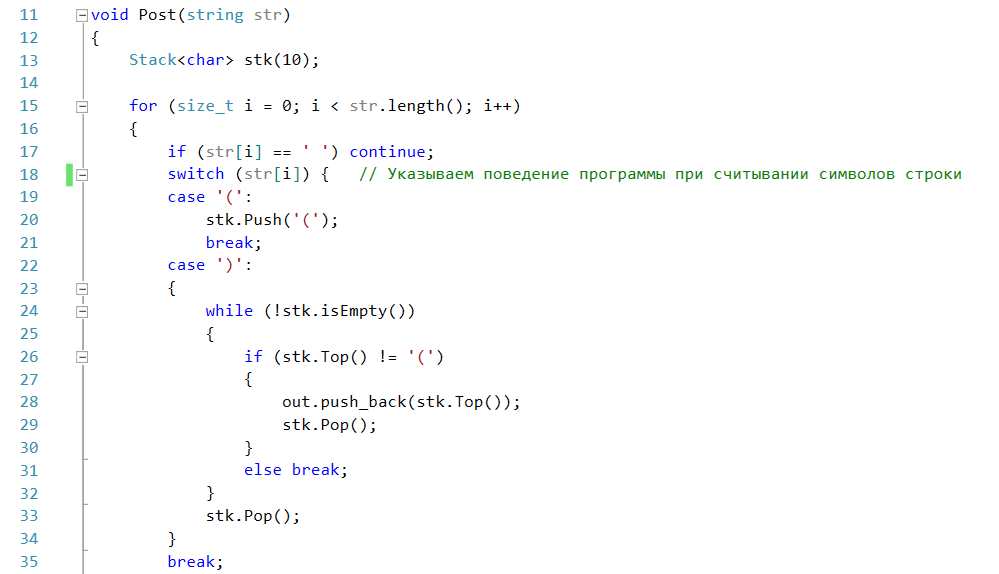 11 void Post(string str)
12 {
13     Stack<char> stk(10);
14
15     for (size_t i = 0; i < str.length(); i++)
16     {
17         if (str[i] == ' ') continue;
18         switch (str[i]) {   // Указываем поведение программы при считывании символов строки
19         case '(':
20             stk.Push('(');
21             break;
22         case ')':
23         {
24             while (!stk.isEmpty())
25             {
26                 if (stk.Top() != '(')
27                 {
28                     out.push_back(stk.Top());
29                     stk.Pop();
30                 }
31                 else break;
32             }
33             stk.Pop();
34         }
35         break;